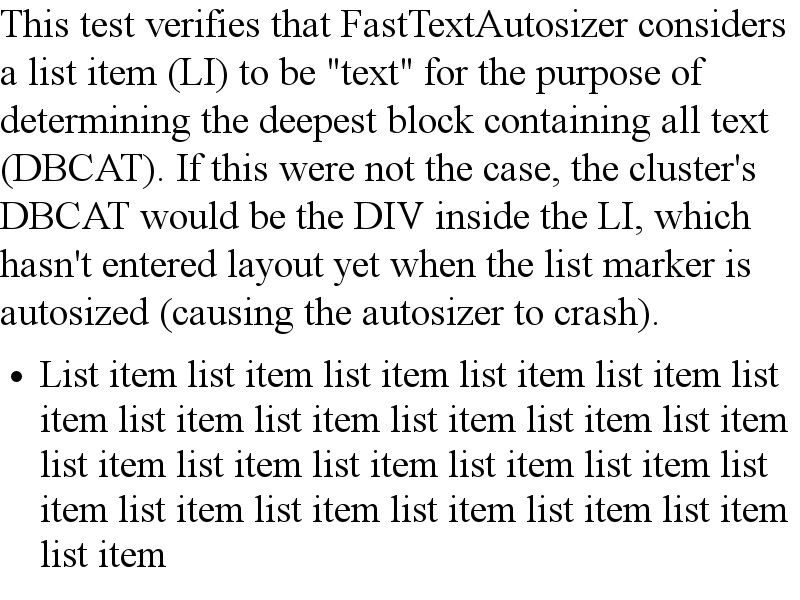 This test verifies that FastTextAutosizer considers
a list item (LI) to be "text" for the purpose of
determining the deepest block containing all text
(DBCAT). If this were not the case, the cluster's
DBCAT would be the DIV inside the LI, which
hasn't entered layout yet when the list marker is
autosized (causing the autosizer to crash).
• List item list item list item list item list item list
item list item list item list item list item list item
list item list item list item list item list item list
item list item list item list item list item list item
list item